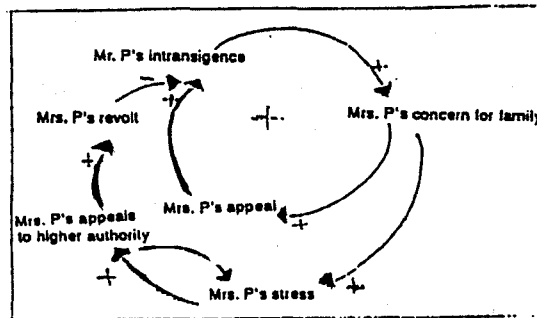 Mr. P's intransigence
-
+
+
Mrs. P's revolt
+
Mrs. P's concern for family
+
Mrs. P's appeal
+
Mrs. P's appeals
to higher authority
+
+
Mrs. P's stress